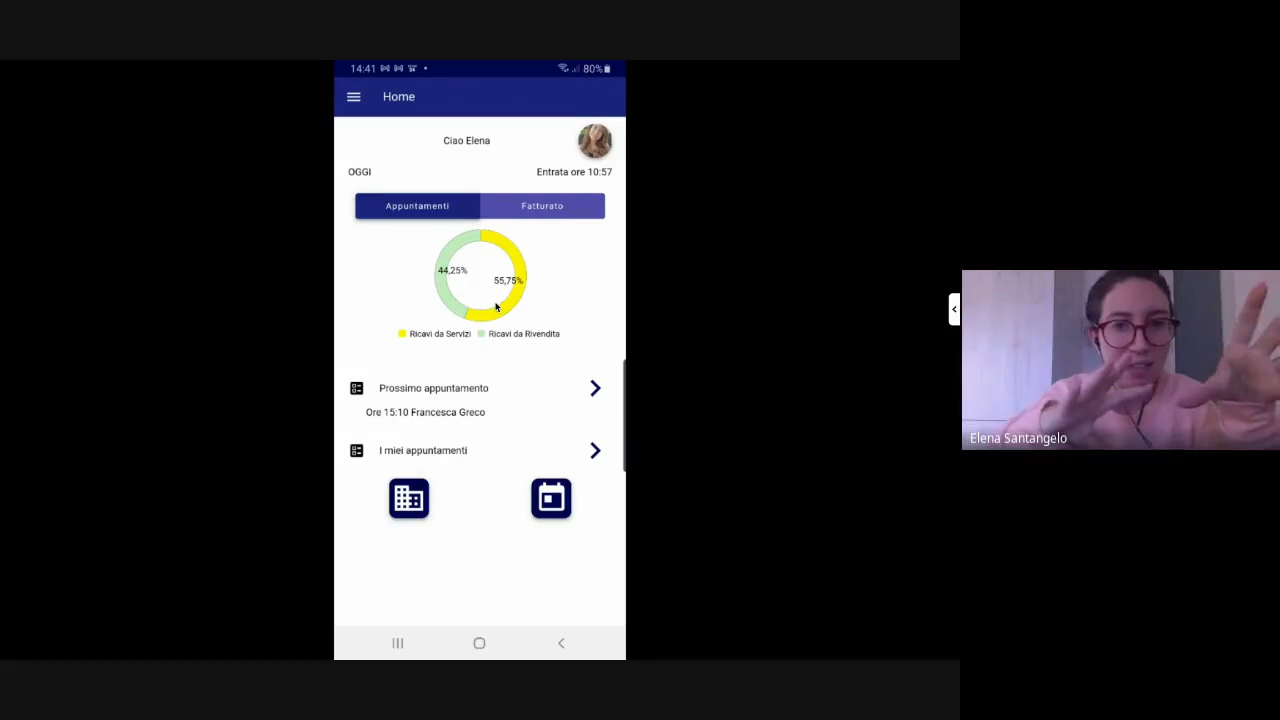 14:41
80%
Home
Ciao Elena
OGGI
Entrata ore 10:57
Appuntamenti
Fatturato
44,25%
55,75%
Ricavi da Servizi
Ricavi da Rivendita
Prossimo appuntamento
Ore 15:10 Francesca Greco
I miei appuntamenti
Elena Santangelo